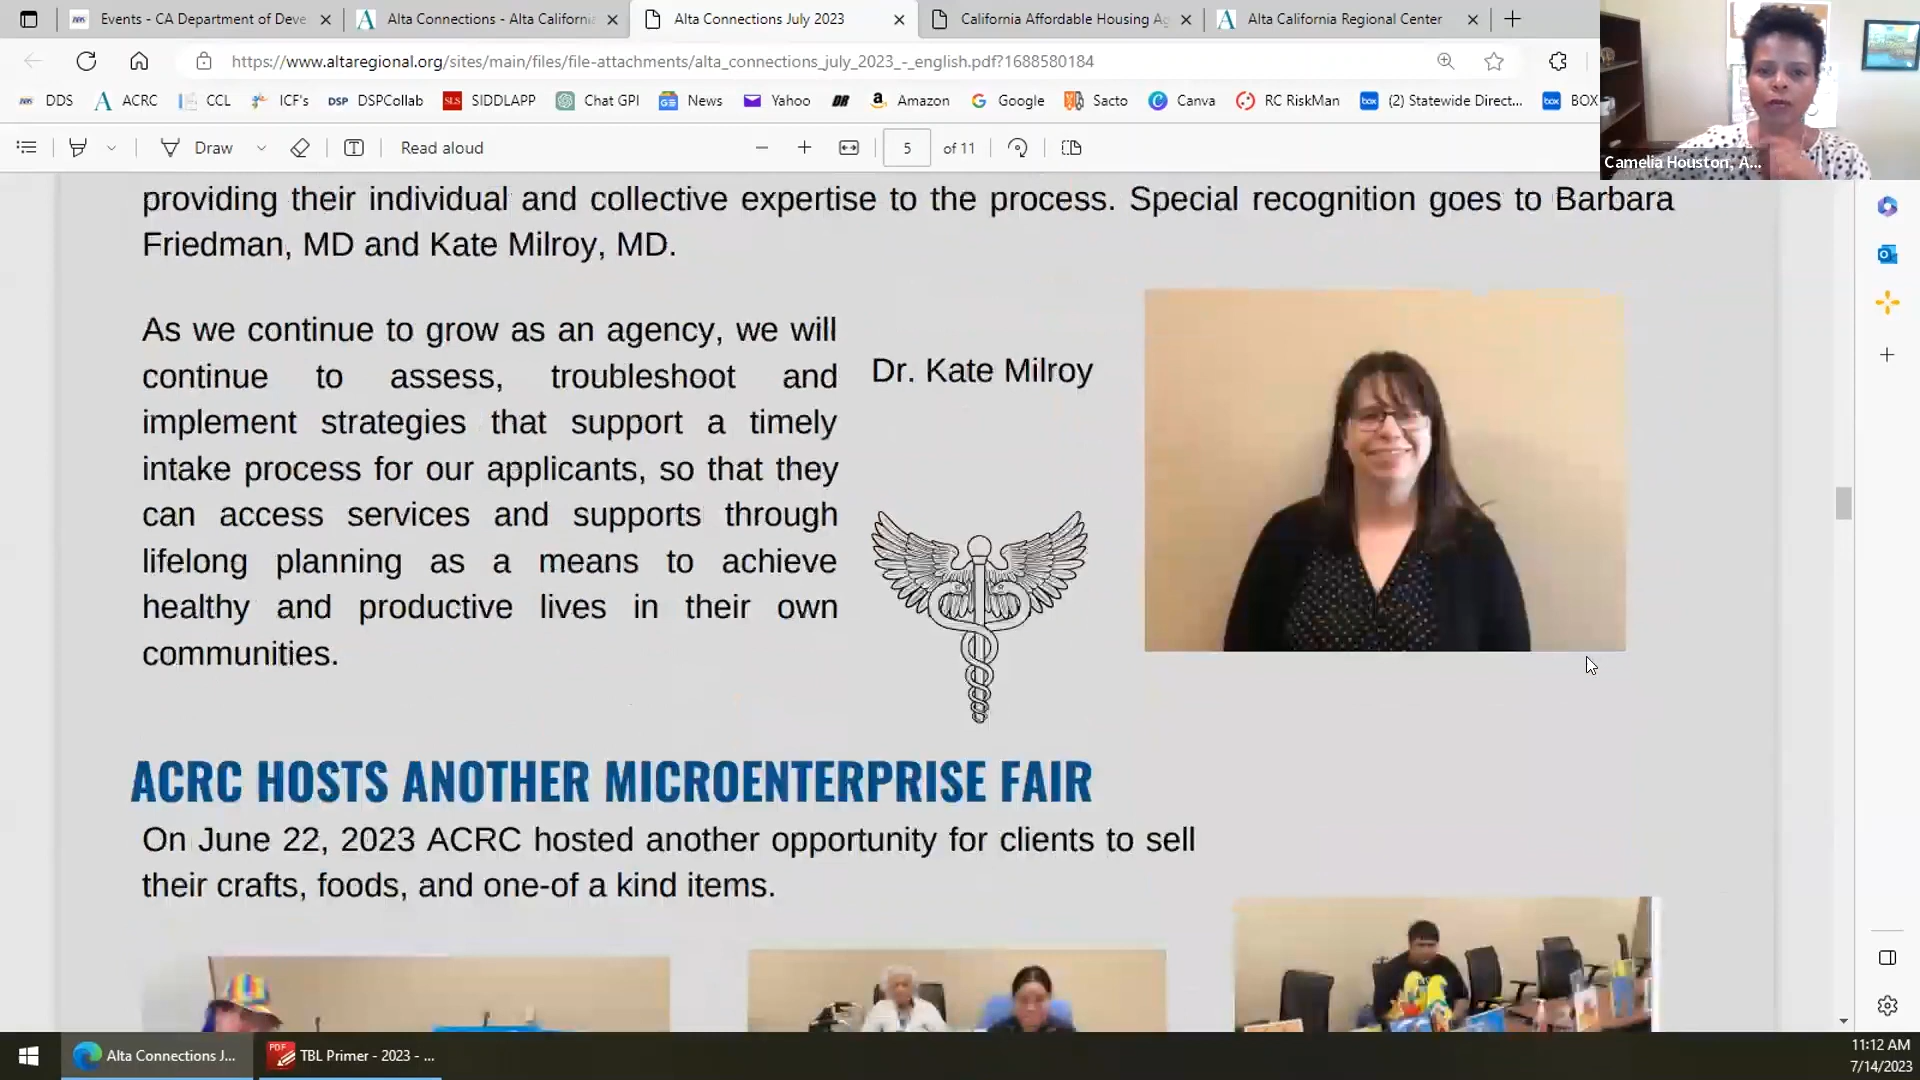 Events - CA Department of Deve
Alta Connections - Alta Californi
Alta Connections July 2023
California Affordable Housing Ag
Alta California Regional Center
https://www.altaregional.org/sites/main/files/file-attachments/alta_connections_july_2023_-_english.pdf?1688580184
DDS
ACRC
CCL
ICF's
DSP DSPCollab
SLS SIDDLAPP
Chat GPI
News
Yahoo
DR
Amazon
Google
Sacto
Canva
RC RiskMan
box (2) Statewide Direct...
box BOX
Camelia Houston, A...
Draw
Read aloud
5 of 11
providing their individual and collective expertise to the process. Special recognition goes to Barbara
Friedman, MD and Kate Milroy, MD.
As we continue to grow as an agency, we will
continue to assess, troubleshoot and
implement strategies that support a timely
intake process for our applicants, so that they
can access services and supports through
lifelong planning as a means to achieve
healthy and productive lives in their own
communities.
Dr. Kate Milroy
ACRC HOSTS ANOTHER MICROENTERPRISE FAIR
On June 22, 2023 ACRC hosted another opportunity for clients to sell
their crafts, foods, and one-of a kind items.
Alta Connections J...
PDF TBL Primer - 2023 - ...
11:12 AM
7/14/2023